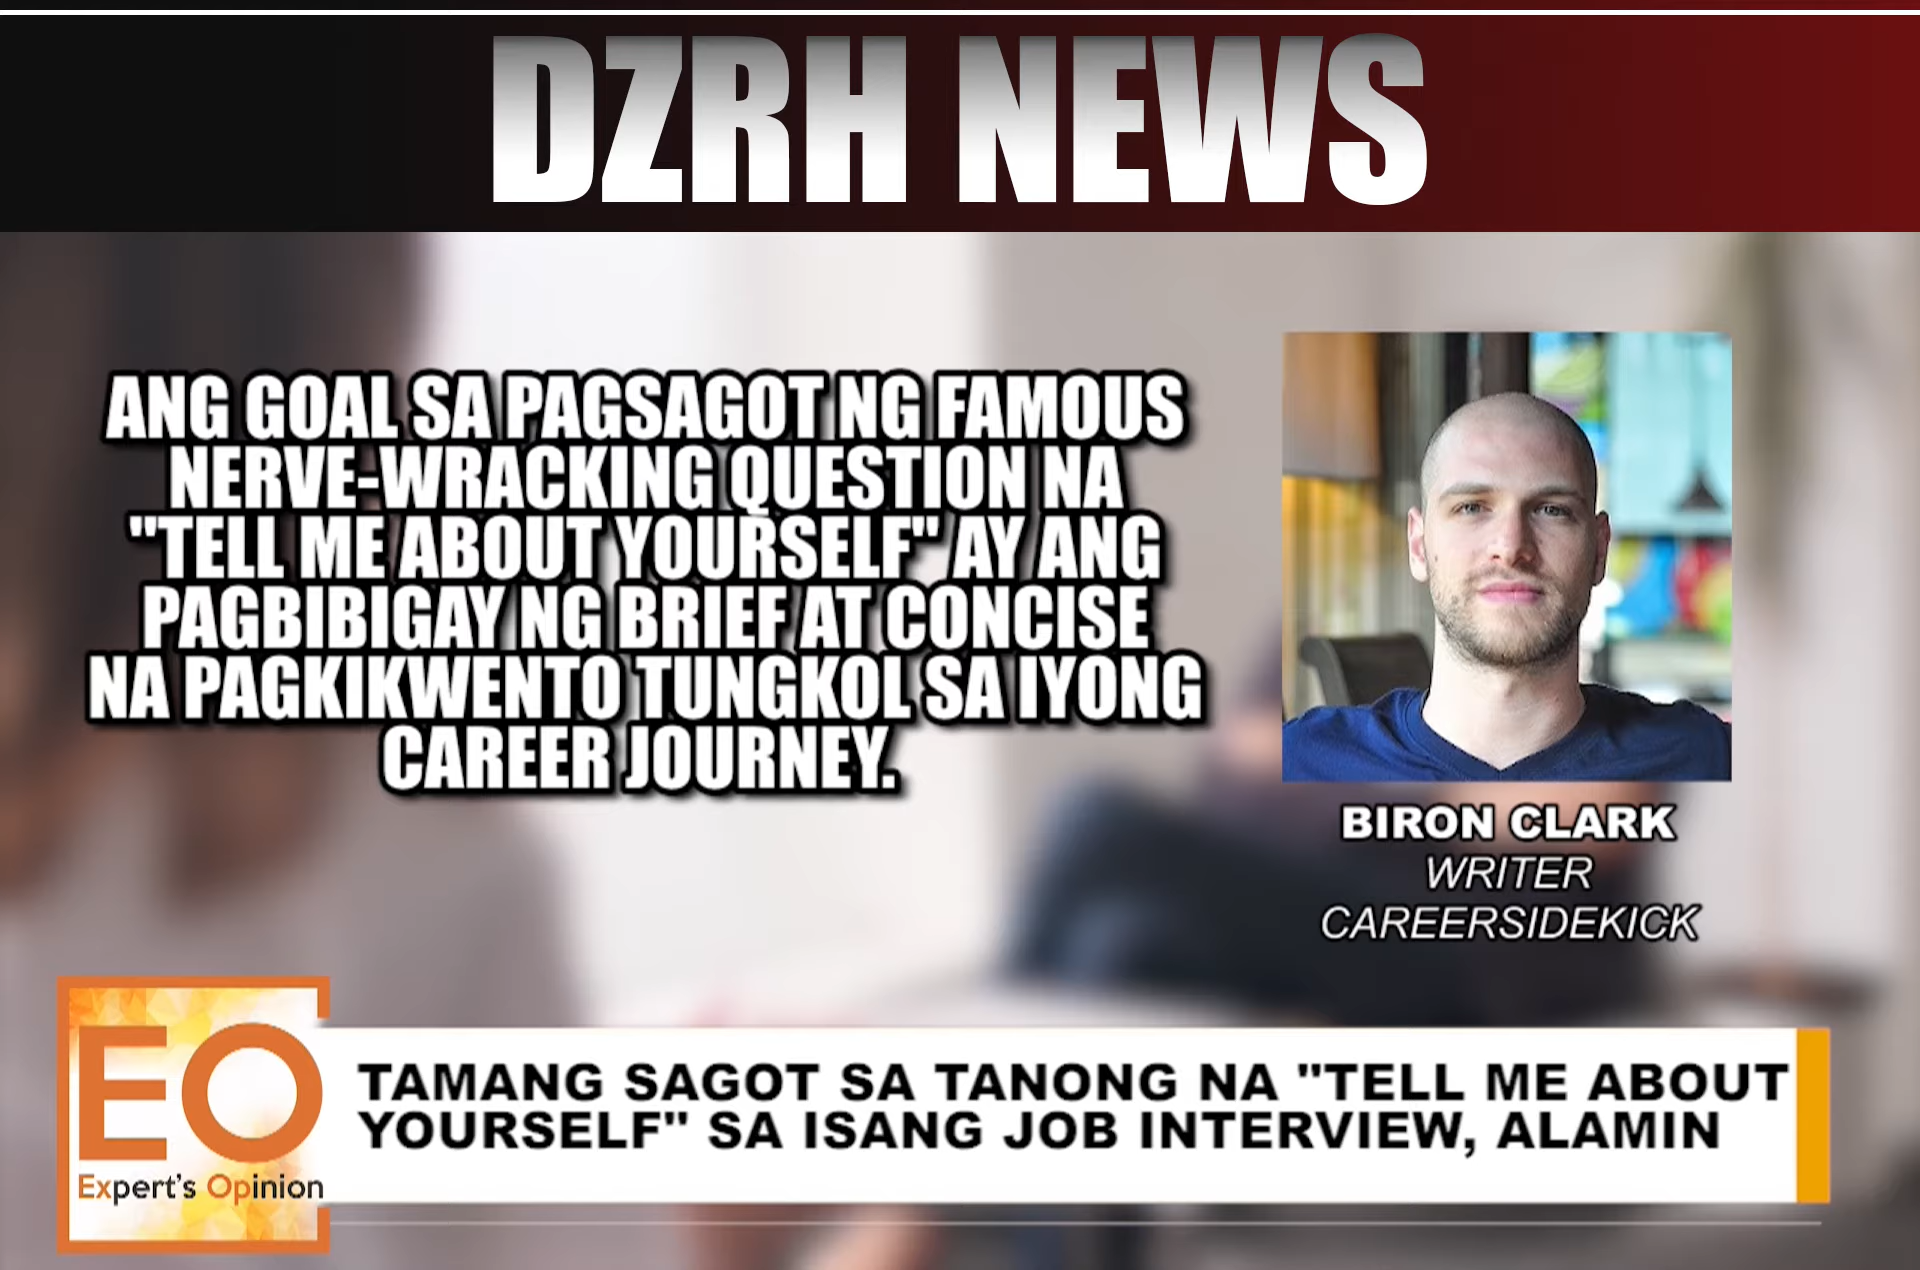 DZRH NEWS
ANG GOAL SA PAGSAGOT NG FAMOUS
NERVE-WRACKING QUESTION NA
"TELL ME ABOUT YOURSELF" AY ANG
PAGBIBIGAY NG BRIEF AT CONCISE
NA PAGKIKWENTO TUNGKOL SA IYONG
CAREER JOURNEY.
BIRON CLARK
WRITER
CAREERSIDEKICK
EO
Expert's Opinion
TAMANG SAGOT SA TANONG NA "TELL ME ABOUT
YOURSELF" SA ISANG JOB INTERVIEW, ALAMIN